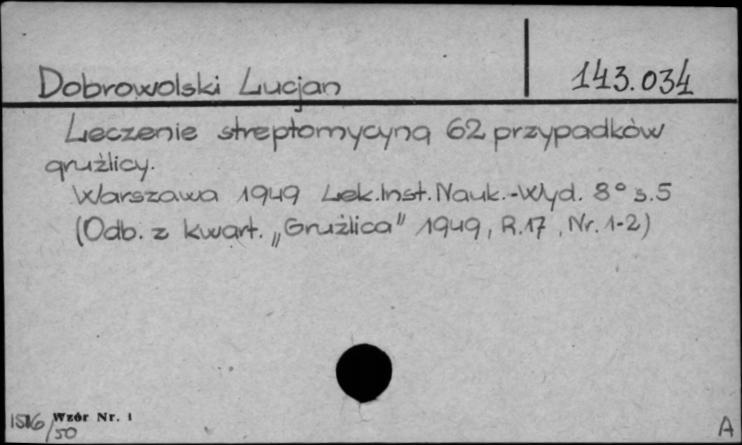 Dobrowolski Lucjan 143.034
Leczenie streptomycyną 62 przypadków
gruźlicy.
Warszawa 1949 Lek.Inst.Nauk.-Wyd. 8° s.5
(Odb. z kwart. „Gruźlica" 1949, R.17, Nr. 1-2)
1516/50 Wzór Nr. 1
A